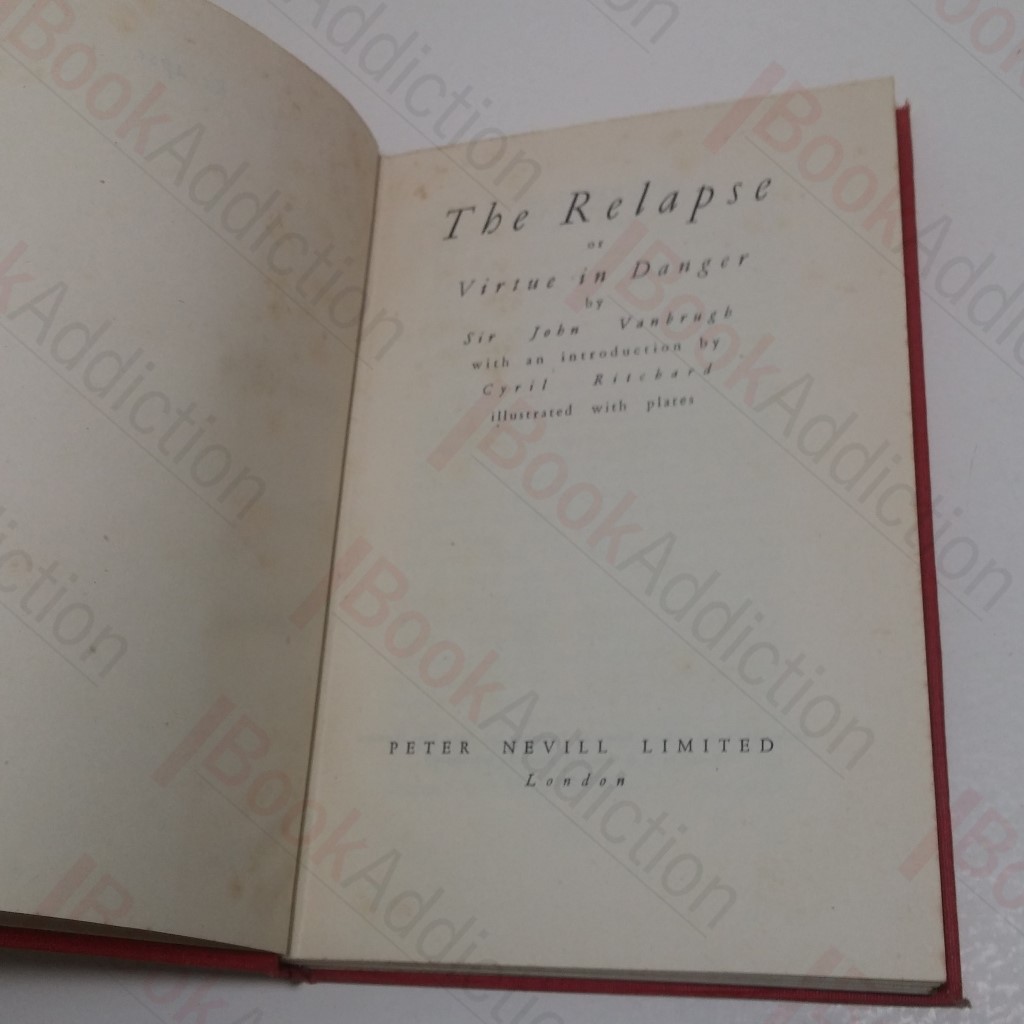 The Relapse
or
Virtue in Danger
by
Sir John Vanbrugh
with an introduction by
Cyril Ritchard
illustrated with plates
PETER NEVILL LIMITED
London
BookAddiction